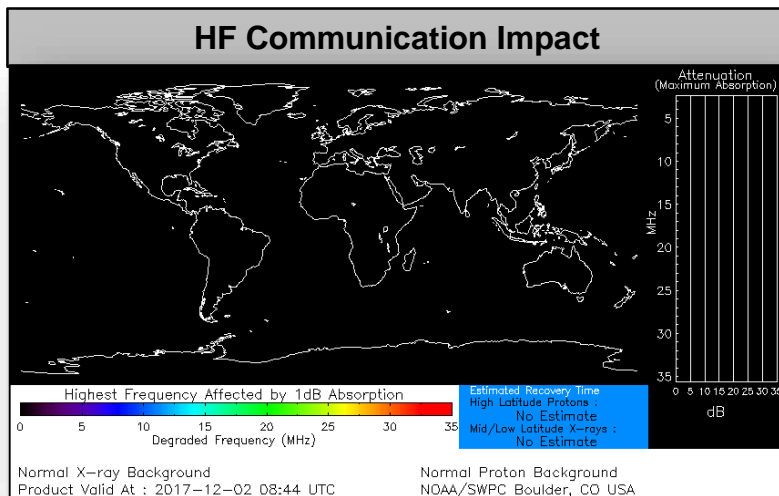 HF Communication Impact
Attenuation
(Maximum Absorption)
5
10
15
20
25
30
35
MHz
0 5 10 15 20 25 30 35
dB
Highest Frequency Affected by 1dB Absorption
0 5 10 15 20 25 30 35
Degraded Frequency (MHz)
Estimated Recovery Time
High Latitude Protons :
No Estimate
Mid/Low Latitude X-rays :
No Estimate
Normal X-ray Background
Product Valid At : 2017-12-02 08:44 UTC
Normal Proton Background
NOAA/SWPC Boulder, CO USA